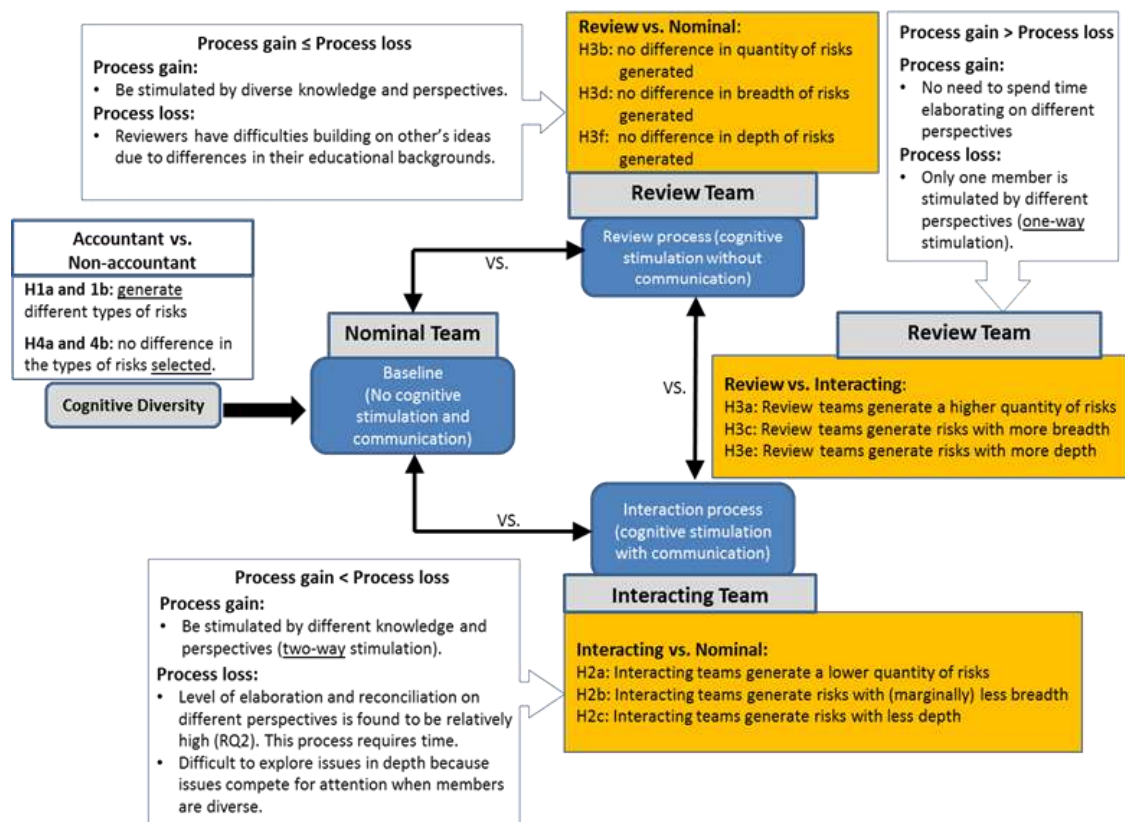 Process gain ≤ Process loss
Process gain:
• Be stimulated by diverse knowledge and perspectives.
Process loss:
• Reviewers have difficulties building on other's ideas
due to differences in their educational backgrounds.
Review vs. Nominal:
H3b: no difference in quantity of risks
generated
H3d: no difference in breadth of risks
generated
H3f: no difference in depth of risks
generated
Review Team
Review process (cognitive
stimulation without
communication)
Process gain > Process loss
Process gain:
• No need to spend time
elaborating on different
perspectives
Process loss:
• Only one member is
stimulated by different
perspectives (one-way
stimulation).
Accountant vs.
Non-accountant
H1a and 1b: generate
different types of risks
H4a and 4b: no difference in
the types of risks selected.
Cognitive Diversity
VS.
Nominal Team
Baseline
(No cognitive
stimulation and
communication)
VS.
Review Team
Review vs. Interacting:
H3a: Review teams generate a higher quantity of risks
H3c: Review teams generate risks with more breadth
H3e: Review teams generate risks with more depth
VS.
Interaction process
(cognitive stimulation
with communication)
Interacting Team
Process gain < Process loss
Process gain:
• Be stimulated by different knowledge and
perspectives (two-way stimulation).
Process loss:
• Level of elaboration and reconciliation on
different perspectives is found to be relatively
high (RQ2). This process requires time.
• Difficult to explore issues in depth because
issues compete for attention when members
are diverse.
Interacting vs. Nominal:
H2a: Interacting teams generate a lower quantity of risks
H2b: Interacting teams generate risks with (marginally) less breadth
H2c: Interacting teams generate risks with less depth